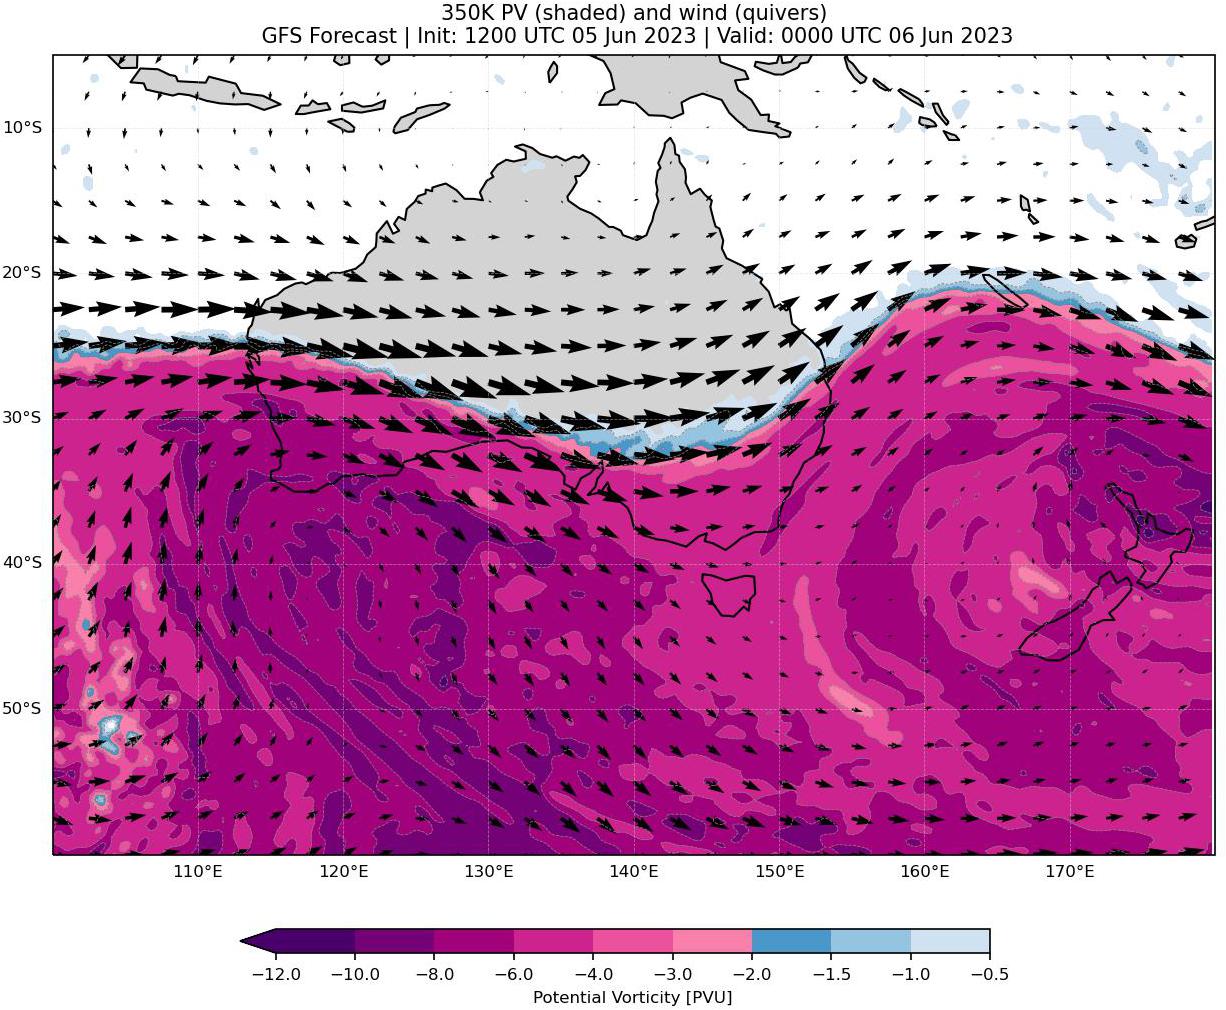 350K PV (shaded) and wind (quivers)
GFS Forecast | Init: 1200 UTC 05 Jun 2023 | Valid: 0000 UTC 06 Jun 2023
10°S
20°S
30°S
40°S
50°S
110°E 120°E 130°E 140°E 150°E 160°E 170°E
−12.0 −10.0 −8.0 −6.0 −4.0 −3.0 −2.0 −1.5 −1.0 −0.5
Potential Vorticity [PVU]